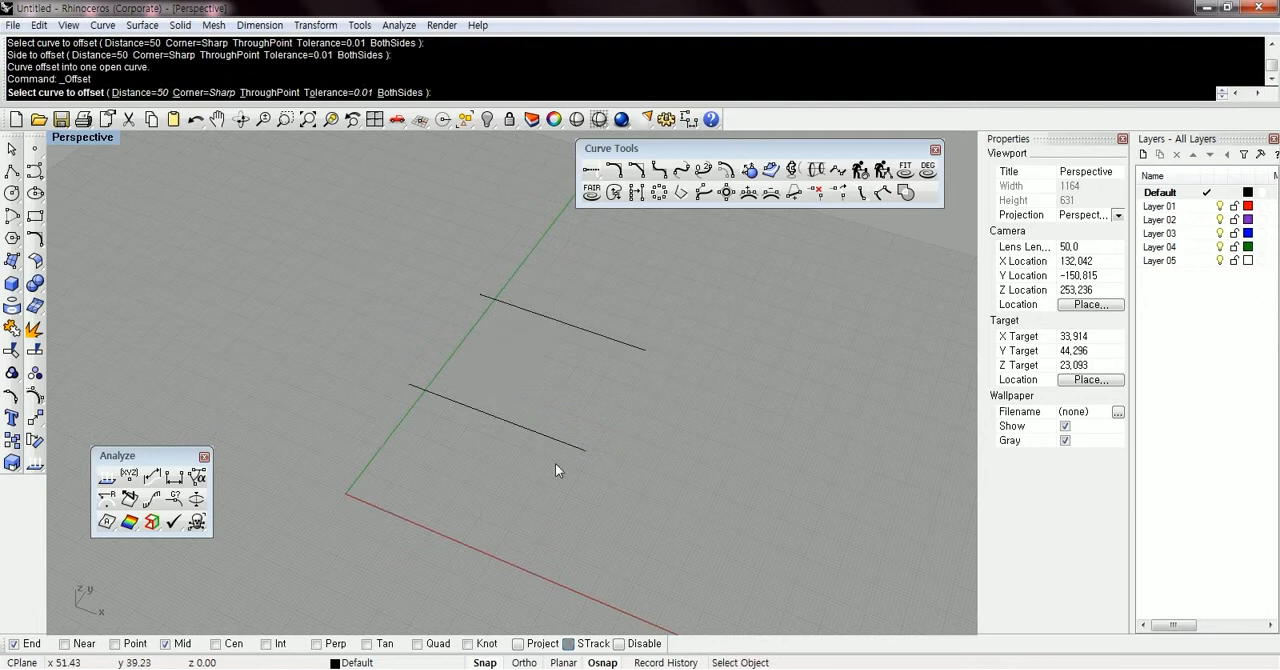 Untitled - Rhinoceros (Corporate) - [Perspective]
File Edit View Curve Surface Solid Mesh Dimension Transform Tools Analyze Render Help
Select curve to offset ( Distance=50 Corner=Sharp ThroughPoint Tolerance=0.01 BothSides ):
Side to offset ( Distance=50 Corner=Sharp ThroughPoint Tolerance=0.01 BothSides ):
Curve offset into one open curve.
Command: _Offset
Select curve to offset ( Distance=50 Corner=Sharp ThroughPoint Tolerance=0.01 BothSides ):
Perspective
Curve Tools
FIT DEG
FAIR
Analyze
(XYZ)
R
G?
A
z y
x
Properties
Viewport
Title Perspective
Width 1164
Height 631
Projection Perspect...
Camera
Lens Len... 50,0
X Location 132,042
Y Location -150,815
Z Location 253,236
Location Place...
Target
X Target 33,914
Y Target 44,296
Z Target 23,093
Location Place...
Wallpaper
Filename (none) ...
Show
Gray
Layers - All Layers
Name M
Default
Layer 01
Layer 02
Layer 03
Layer 04
Layer 05
End Near Point Mid Cen Int Perp Tan Quad Knot Project STrack Disable
CPlane x 51.43 y 39.23 z 0.00 Default Snap Ortho Planar Osnap Record History Select Object